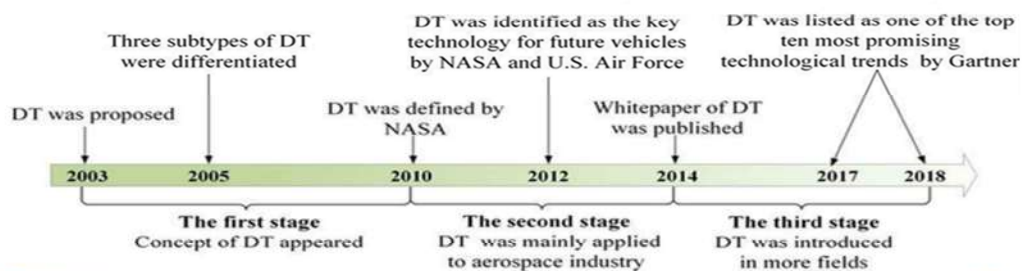 DT was proposed
Three subtypes of DT
were differentiated
DT was defined by
NASA
DT was identified as the key
technology for future vehicles
by NASA and U.S. Air Force
Whitepaper of DT
was published
DT was listed as one of the top
ten most promising
technological trends by Gartner
2003 2005 2010 2012 2014 2017 2018
The first stage
Concept of DT appeared
The second stage
DT was mainly applied
to aerospace industry
The third stage
DT was introduced
in more fields